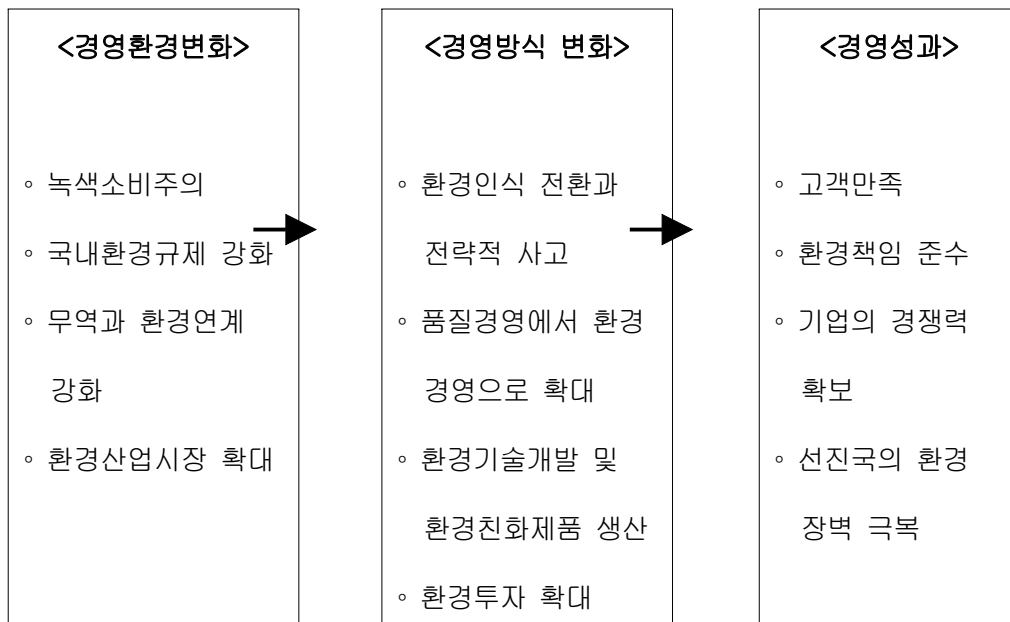 <경영환경변화>
◦ 녹색소비주의
◦ 국내환경규제 강화
◦ 무역과 환경연계
강화
◦ 환경산업시장 확대
<경영방식 변화>
◦ 환경인식 전환과
전략적 사고
◦ 품질경영에서 환경
경영으로 확대
◦ 환경기술개발 및
환경친화제품 생산
◦ 환경투자 확대
<경영성과>
◦ 고객만족
◦ 환경책임 준수
◦ 기업의 경쟁력
확보
◦ 선진국의 환경
장벽 극복